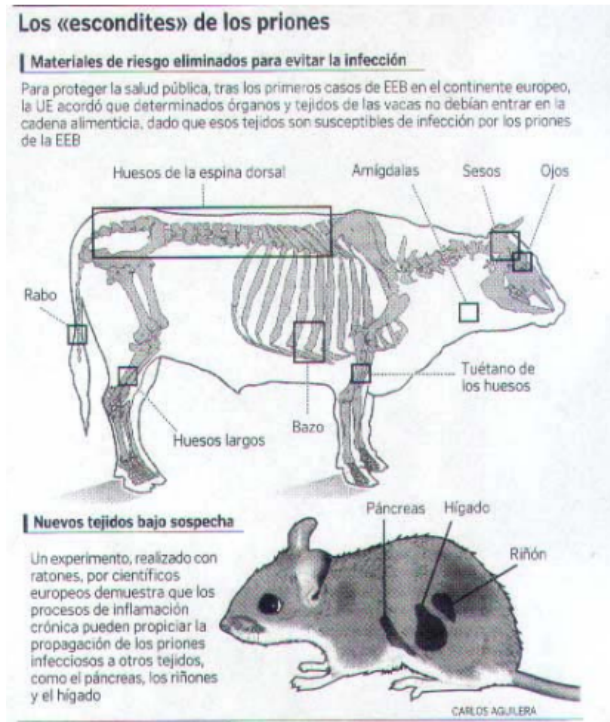 Los «escondites» de los priones
Materiales de riesgo eliminados para evitar la infección
Para proteger la salud pública, tras los primeros casos de EEB en el continente europeo,
la UE acordó que determinados órganos y tejidos de las vacas no debían entrar en la
cadena alimenticia, dado que esos tejidos son susceptibles de infección por los priones
de la EEB
Huesos de la espina dorsal
Amígdalas
Sesos
Ojos
Rabo
Tuétano de
los huesos
Bazo
Huesos largos
Nuevos tejidos bajo sospecha
Páncreas
Hígado
Riñón
Un experimento, realizado con
ratones, por científicos
europeos demuestra que los
procesos de inflamación
crónica pueden propiciar la
propagación de los priones
infecciosos a otros tejidos,
como el páncreas, los riñones
y el hígado
CARLOS AGUILERA